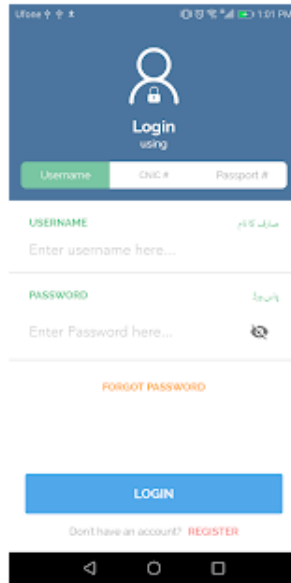 Ufone 1:01 PM
Login
using
Username CNIC # Passport #
USERNAME صارف کا نام
Enter username here...
PASSWORD پاس ورڈ
Enter Password here...
FORGOT PASSWORD
LOGIN
Don't have an account? REGISTER